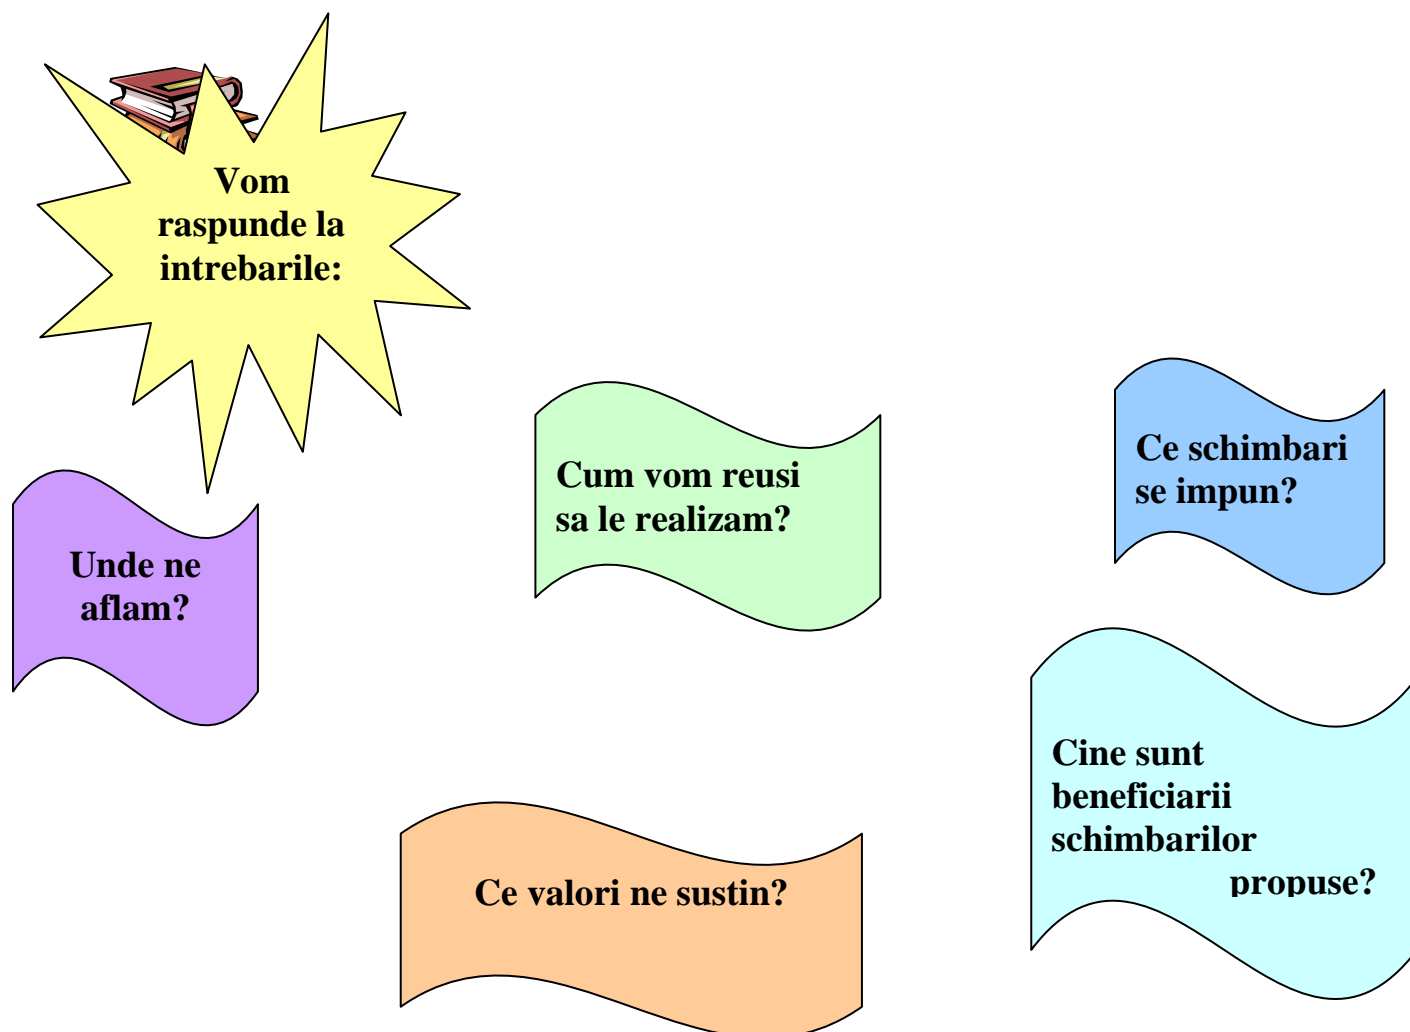 Vom
raspunde la
intrebarile:
Cum vom reusi
sa le realizam?
Ce schimbari
se impun?
Unde ne
aflam?
Cine sunt
beneficiarii
schimbarilor
propuse?
Ce valori ne sustin?